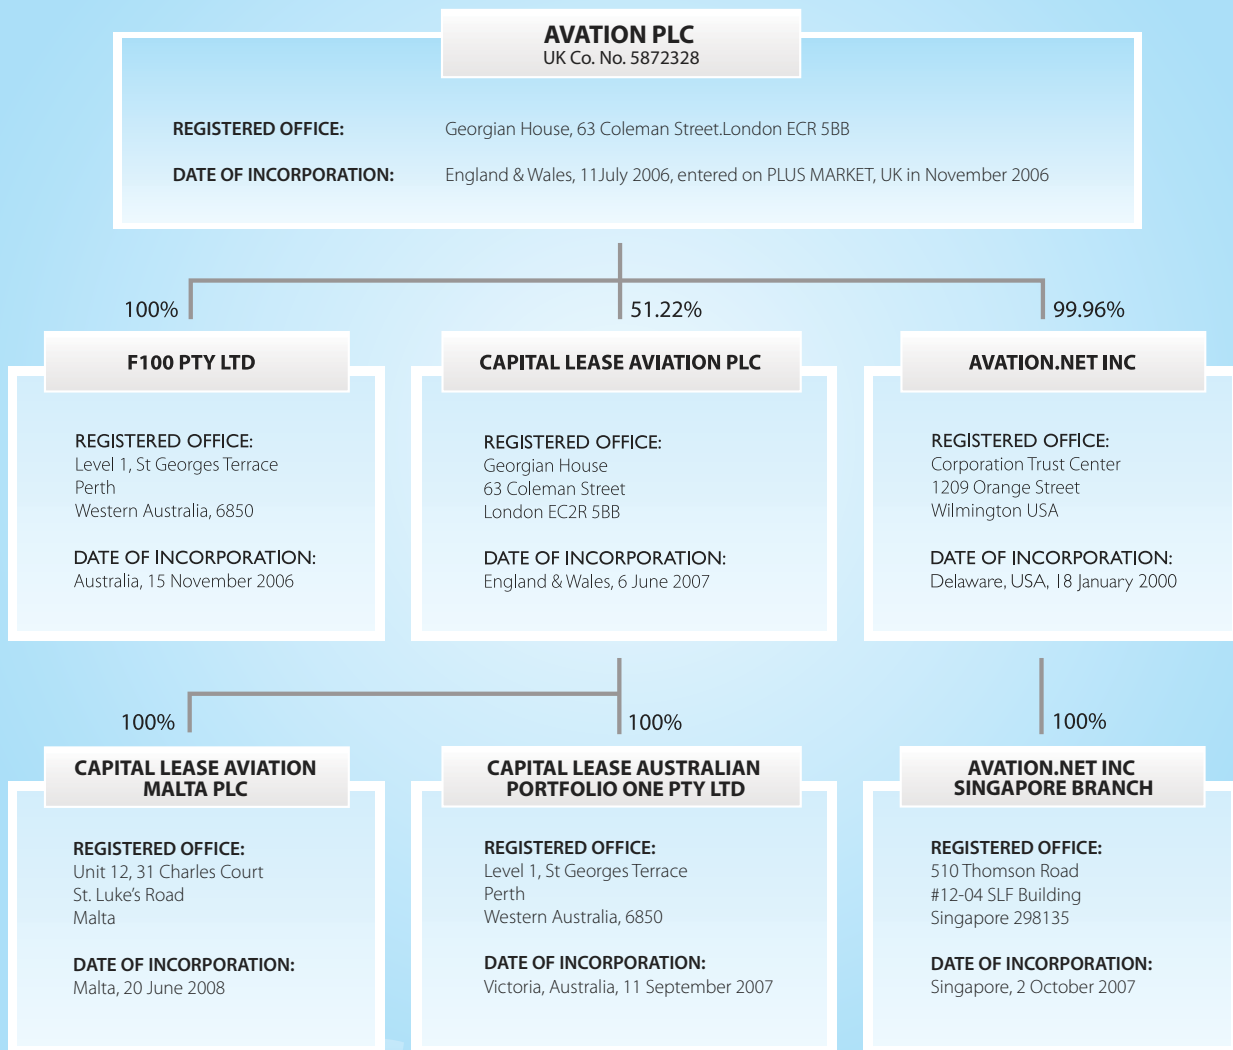 AVATION PLC
UK Co. No. 5872328
REGISTERED OFFICE: Georgian House, 63 Coleman Street.London ECR 5BB
DATE OF INCORPORATION: England & Wales, 11July 2006, entered on PLUS MARKET, UK in November 2006
100%
51.22%
99.96%
F100 PTY LTD
REGISTERED OFFICE:
Level 1, St Georges Terrace
Perth
Western Australia, 6850
DATE OF INCORPORATION:
Australia, 15 November 2006
CAPITAL LEASE AVIATION PLC
REGISTERED OFFICE:
Georgian House
63 Coleman Street
London EC2R 5BB
DATE OF INCORPORATION:
England & Wales, 6 June 2007
AVATION.NET INC
REGISTERED OFFICE:
Corporation Trust Center
1209 Orange Street
Wilmington USA
DATE OF INCORPORATION:
Delaware, USA, 18 January 2000
100%
100%
100%
CAPITAL LEASE AVIATION
MALTA PLC
REGISTERED OFFICE:
Unit 12, 31 Charles Court
St. Luke's Road
Malta
DATE OF INCORPORATION:
Malta, 20 June 2008
CAPITAL LEASE AUSTRALIAN
PORTFOLIO ONE PTY LTD
REGISTERED OFFICE:
Level 1, St Georges Terrace
Perth
Western Australia, 6850
DATE OF INCORPORATION:
Victoria, Australia, 11 September 2007
AVATION.NET INC
SINGAPORE BRANCH
REGISTERED OFFICE:
510 Thomson Road
#12-04 SLF Building
Singapore 298135
DATE OF INCORPORATION:
Singapore, 2 October 2007